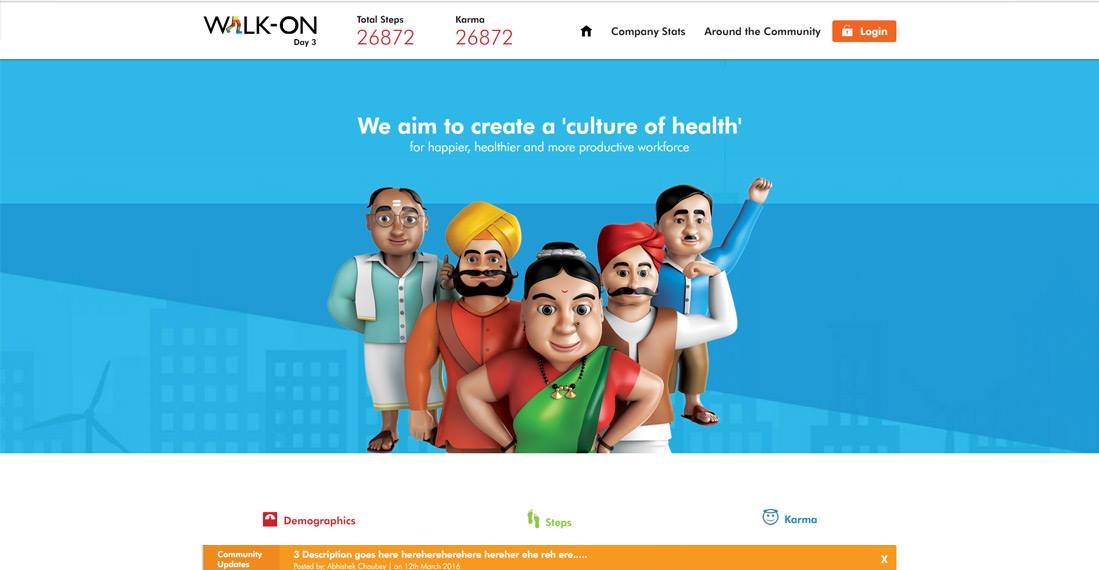 WALK-ON
Day 3
Total Steps
26872
Karma
26872
Company Stats
Around the Community
Login
We aim to create a 'culture of health'
for happier, healthier and more productive workforce
Demographics
Steps
Karma
Community
Updates
3 Description goes here herehereherehere hereher ehe reh ere.....
Posted by: Abhishek Chaubey | on 12th March 2016
X